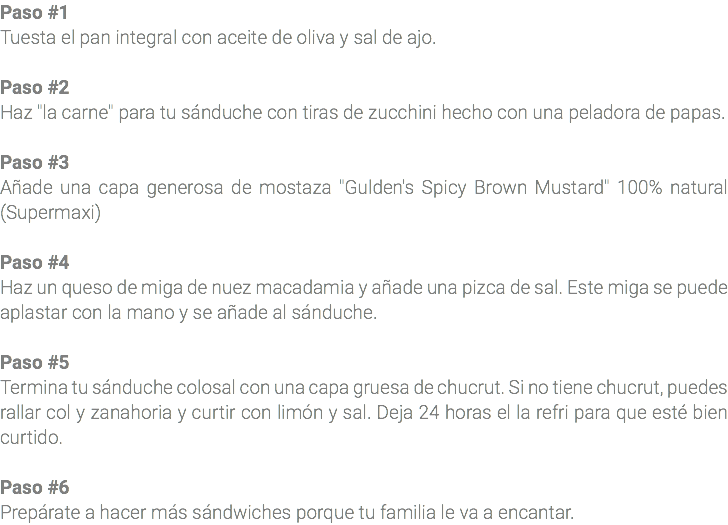 Paso #1
Tuesta el pan integral con aceite de oliva y sal de ajo.
Paso #2
Haz "la carne" para tu sánduche con tiras de zucchini hecho con una peladora de papas.
Paso #3
Añade una capa generosa de mostaza "Gulden's Spicy Brown Mustard" 100% natural
(Supermaxi)
Paso #4
Haz un queso de miga de nuez macadamia y añade una pizca de sal. Este miga se puede
aplastar con la mano y se añade al sánduche.
Paso #5
Termina tu sánduche colosal con una capa gruesa de chucrut. Si no tiene chucrut, puedes
rallar col y zanahoria y curtir con limón y sal. Deja 24 horas el la refri para que esté bien
curtido.
Paso #6
Prepárate a hacer más sándwiches porque tu familia le va a encantar.